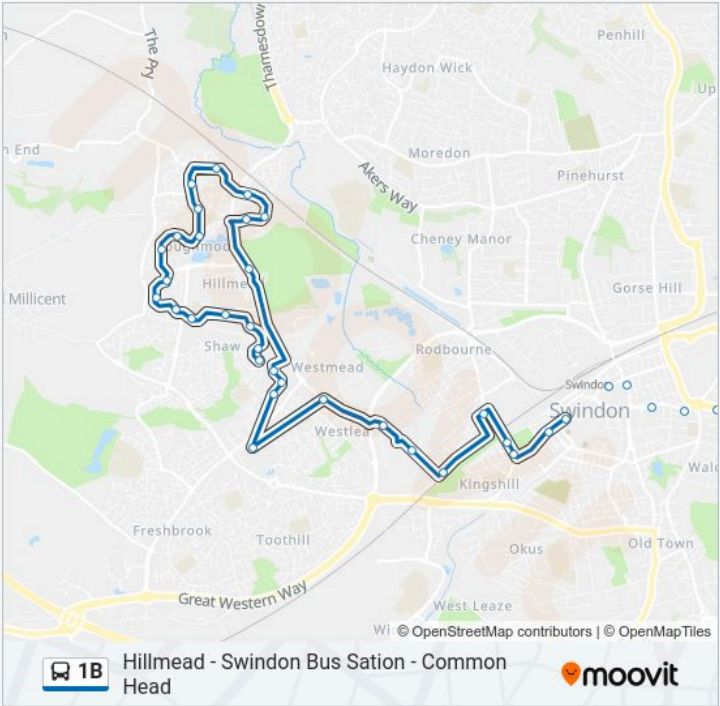 The Pry
Thamesdown
Penhill
Haydon Wick
Up
n End
Moredon
Akers Way
Pinehurst
Cheney Manor
Hillme
Gorse Hill
l Millicent
Shaw
Rodbourne
Westmead
Swindon
Swindon
Westlea
Kingshill
Freshbrook
Toothill
Okus
Old Town
Great Western Way
West Leaze
Wi
© OpenStreetMap contributors | © OpenMapTiles
1B
Hillmead - Swindon Bus Sation - Common
Head
moovit